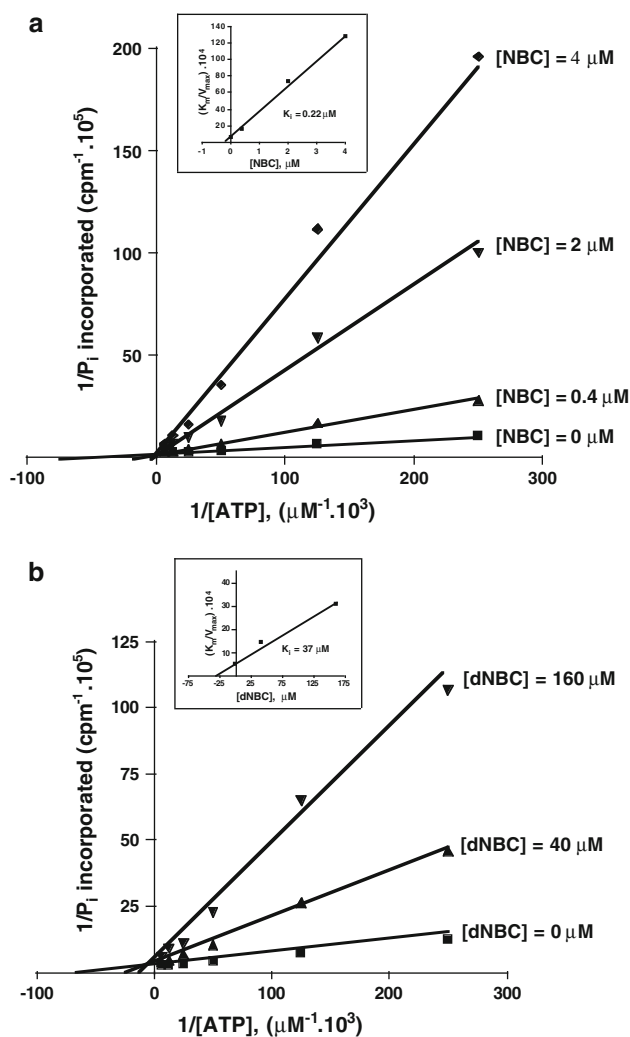 a
200
150
100
50
0
-100
0
100
200
300
1/Pi incorporated (cpm⁻¹.10⁵)
1/[ATP], (μM⁻¹.10³)
[NBC] = 4 μM
[NBC] = 2 μM
[NBC] = 0.4 μM
[NBC] = 0 μM
140
120
100
80
60
40
20
-1 0 1 2 3 4
(Km/Vmax) .10⁴
[NBC], μM
Ki = 0.22 μM
b
125
100
75
50
25
0
-100
0
100
200
300
1/Pi incorporated (cpm⁻¹.10⁵)
1/[ATP], (μM⁻¹.10³)
[dNBC] = 160 μM
[dNBC] = 40 μM
[dNBC] = 0 μM
40
30
20
10
-75 -25 25 75 125 175
(Km/Vmax) .10⁴
[dNBC], μM
Ki = 37 μM